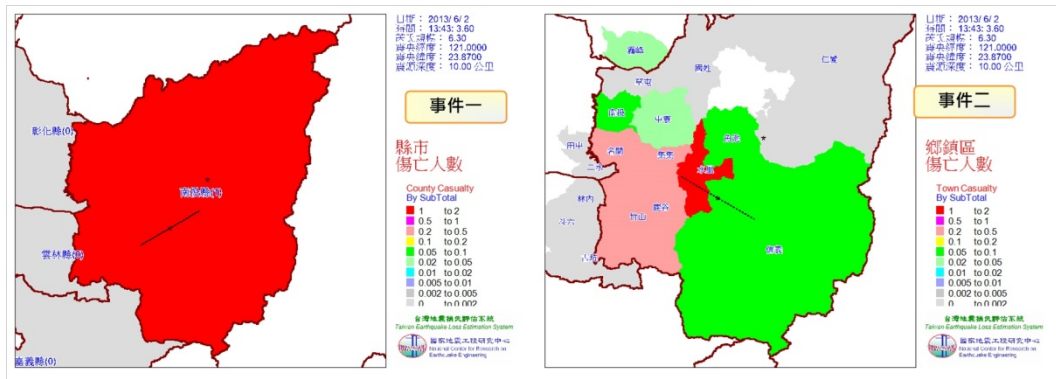 日期： 2013/ 6/ 2
時間： 13:43: 3.60
芮氏規模： 6.30
震央經度： 121.0000
震央緯度： 23.8700
震源深度： 10.00 公里
事件一
彰化縣(0)
南投縣(1)
雲林縣(0)
嘉義縣(0)
縣市
傷亡人數
County Casualty
By SubTotal
1 to 2
0.5 to 1
0.2 to 0.5
0.1 to 0.2
0.05 to 0.1
0.02 to 0.05
0.01 to 0.02
0.005 to 0.01
0.002 to 0.005
0 to 0.002
台灣地震損失評估系統
Taiwan Earthquake Loss Estimation System
國家地震工程研究中心
National Center for Research on
Earthquake Engineering
日期： 2013/ 6/ 2
時間： 13:43: 3.60
芮氏規模： 6.30
震央經度： 121.0000
震央緯度： 23.8700
震源深度： 10.00 公里
事件二
霧峰
國姓
仁愛
草屯
中寮
魚池
田中
名間
集集
水里
二水
林內
斗六
竹山
鹿谷
信義
古坑
鄉鎮區
傷亡人數
Town Casualty
By SubTotal
1 to 2
0.5 to 1
0.2 to 0.5
0.1 to 0.2
0.05 to 0.1
0.02 to 0.05
0.01 to 0.02
0.005 to 0.01
0.002 to 0.005
0 to 0.002
台灣地震損失評估系統
Taiwan Earthquake Loss Estimation System
國家地震工程研究中心
National Center for Research on
Earthquake Engineering